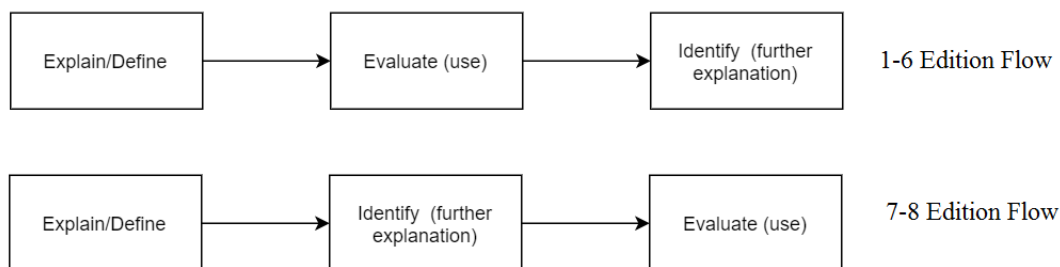 Explain/Define
Evaluate (use)
Identify (further
explanation)
1-6 Edition Flow
Explain/Define
Identify (further
explanation)
Evaluate (use)
7-8 Edition Flow